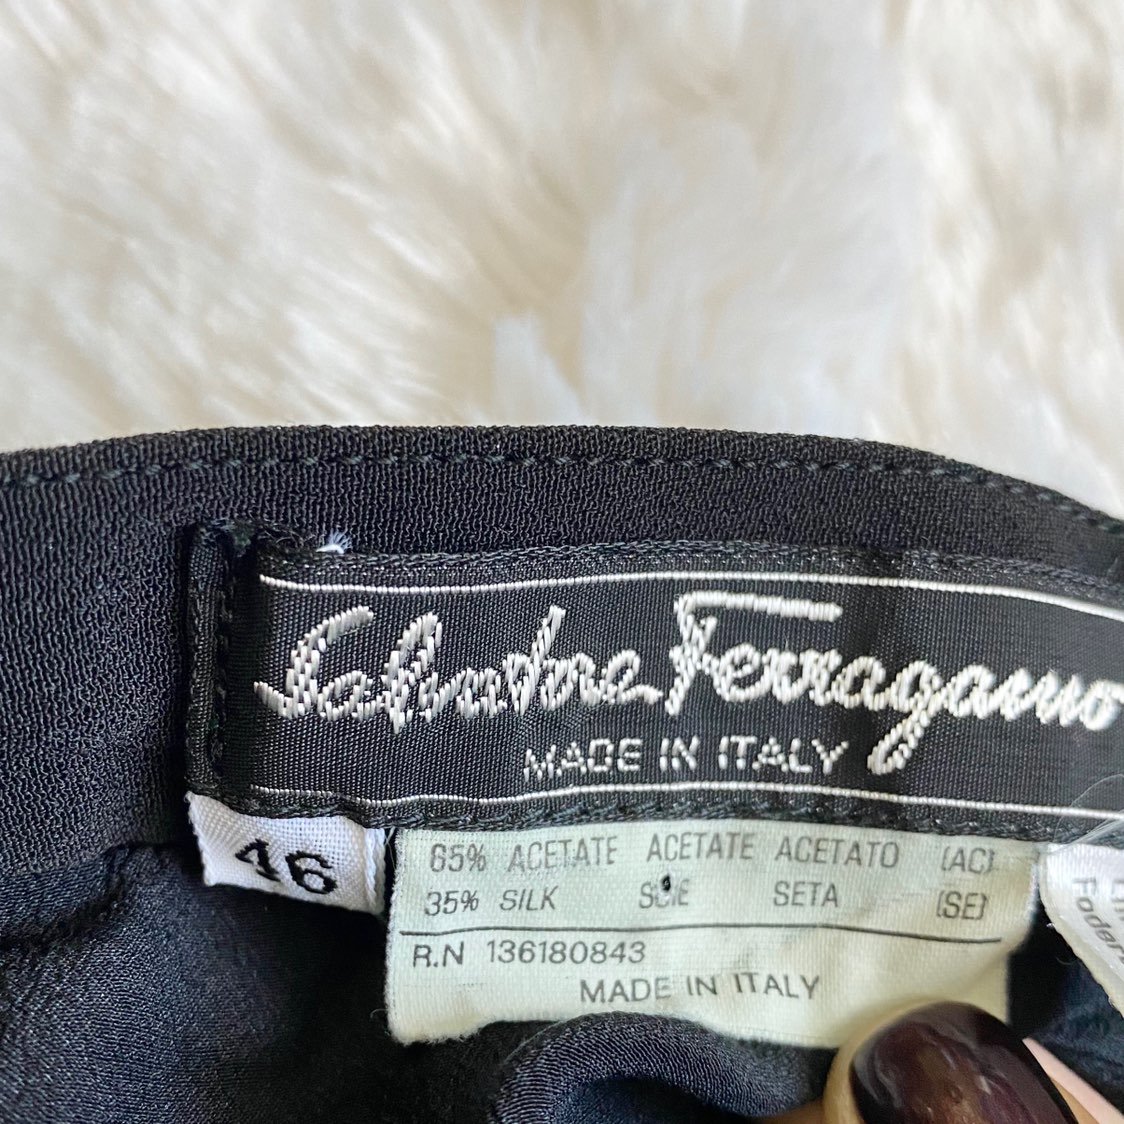 Salvatore Ferragamo
MADE IN ITALY
46
65% ACETATE ACETATE ACETATO (AC)
35% SILK SOIE SETA (SE)
R.N 136180843
MADE IN ITALY